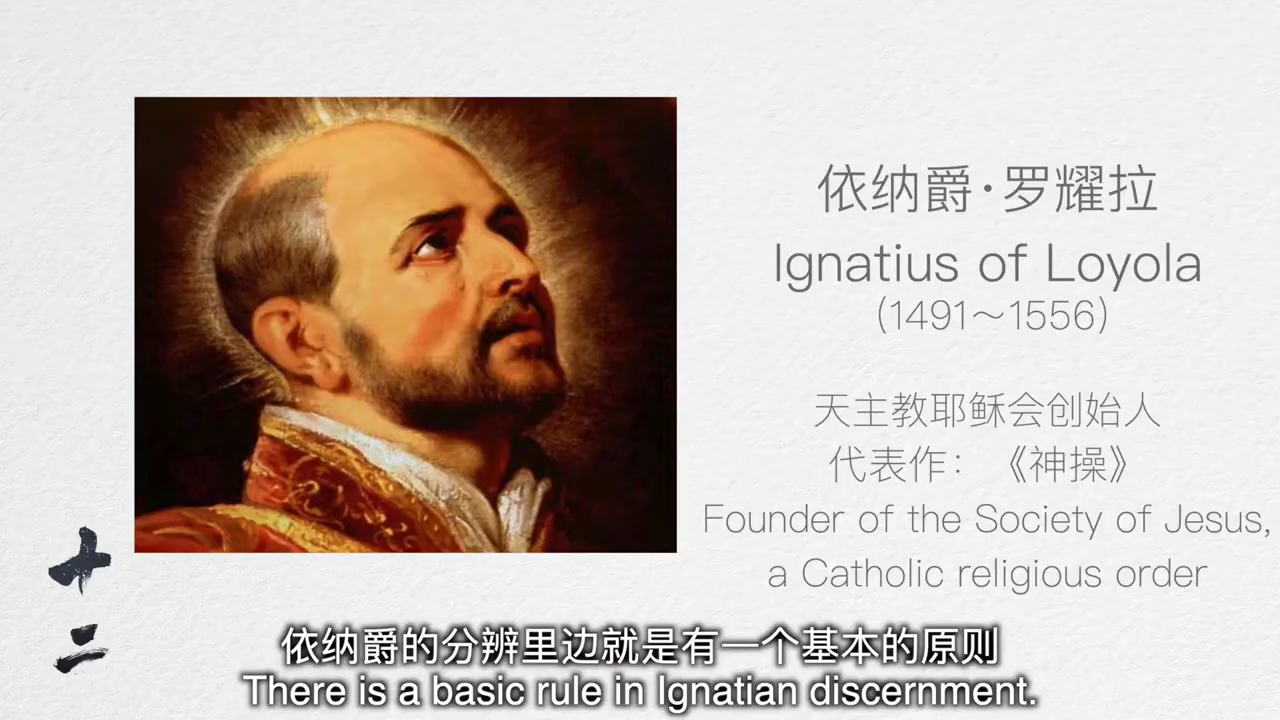 依纳爵·罗耀拉
Ignatius of Loyola
(1491～1556)
天主教耶稣会创始人
代表作：《神操》
Founder of the Society of Jesus,
a Catholic religious order
十二
依纳爵的分辨里边就是有一个基本的原则
There is a basic rule in Ignatian discernment.